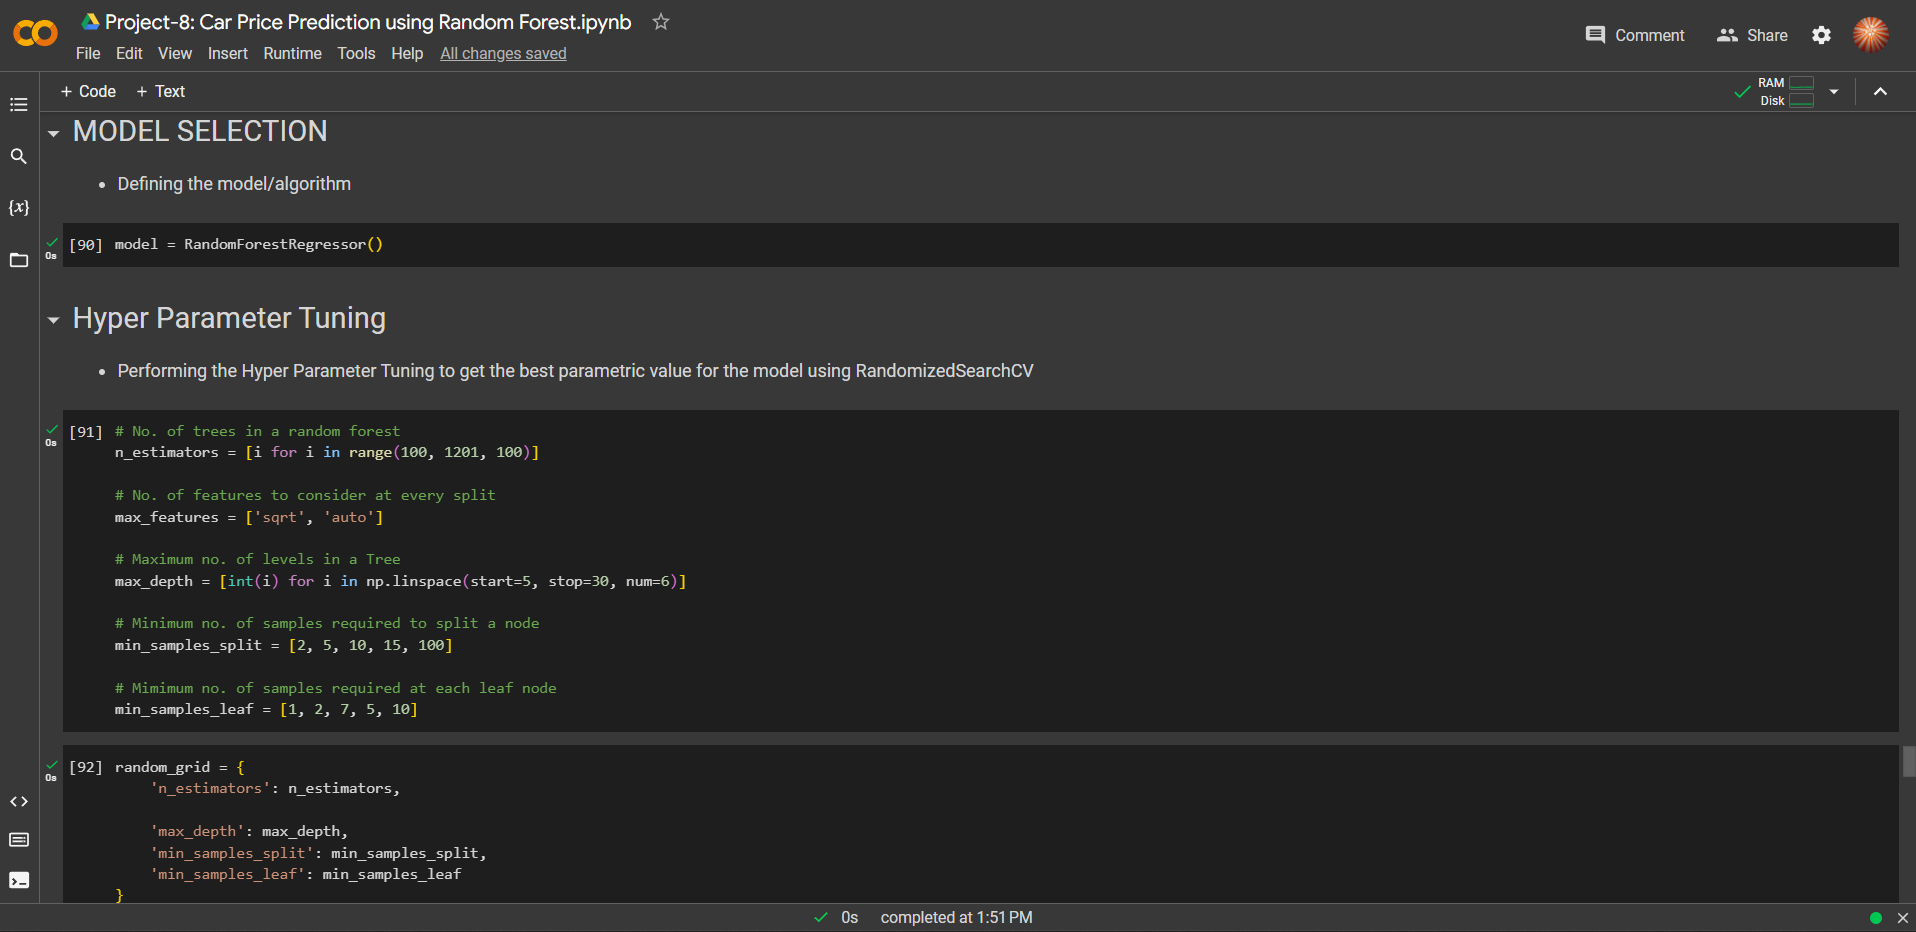 Project-8: Car Price Prediction using Random Forest.ipynb
File Edit View Insert Runtime Tools Help All changes saved
Comment Share
+ Code + Text
RAM
Disk
MODEL SELECTION
• Defining the model/algorithm
0s
[90] model = RandomForestRegressor()
Hyper Parameter Tuning
• Performing the Hyper Parameter Tuning to get the best parametric value for the model using RandomizedSearchCV
0s
[91] # No. of trees in a random forest
n_estimators = [i for i in range(100, 1201, 100)]
# No. of features to consider at every split
max_features = ['sqrt', 'auto']
# Maximum no. of levels in a Tree
max_depth = [int(i) for i in np.linspace(start=5, stop=30, num=6)]
# Minimum no. of samples required to split a node
min_samples_split = [2, 5, 10, 15, 100]
# Mimimum no. of samples required at each leaf node
min_samples_leaf = [1, 2, 7, 5, 10]
0s
[92] random_grid = {
'n_estimators': n_estimators,
'max_depth': max_depth,
'min_samples_split': min_samples_split,
'min_samples_leaf': min_samples_leaf
}
0s completed at 1:51 PM